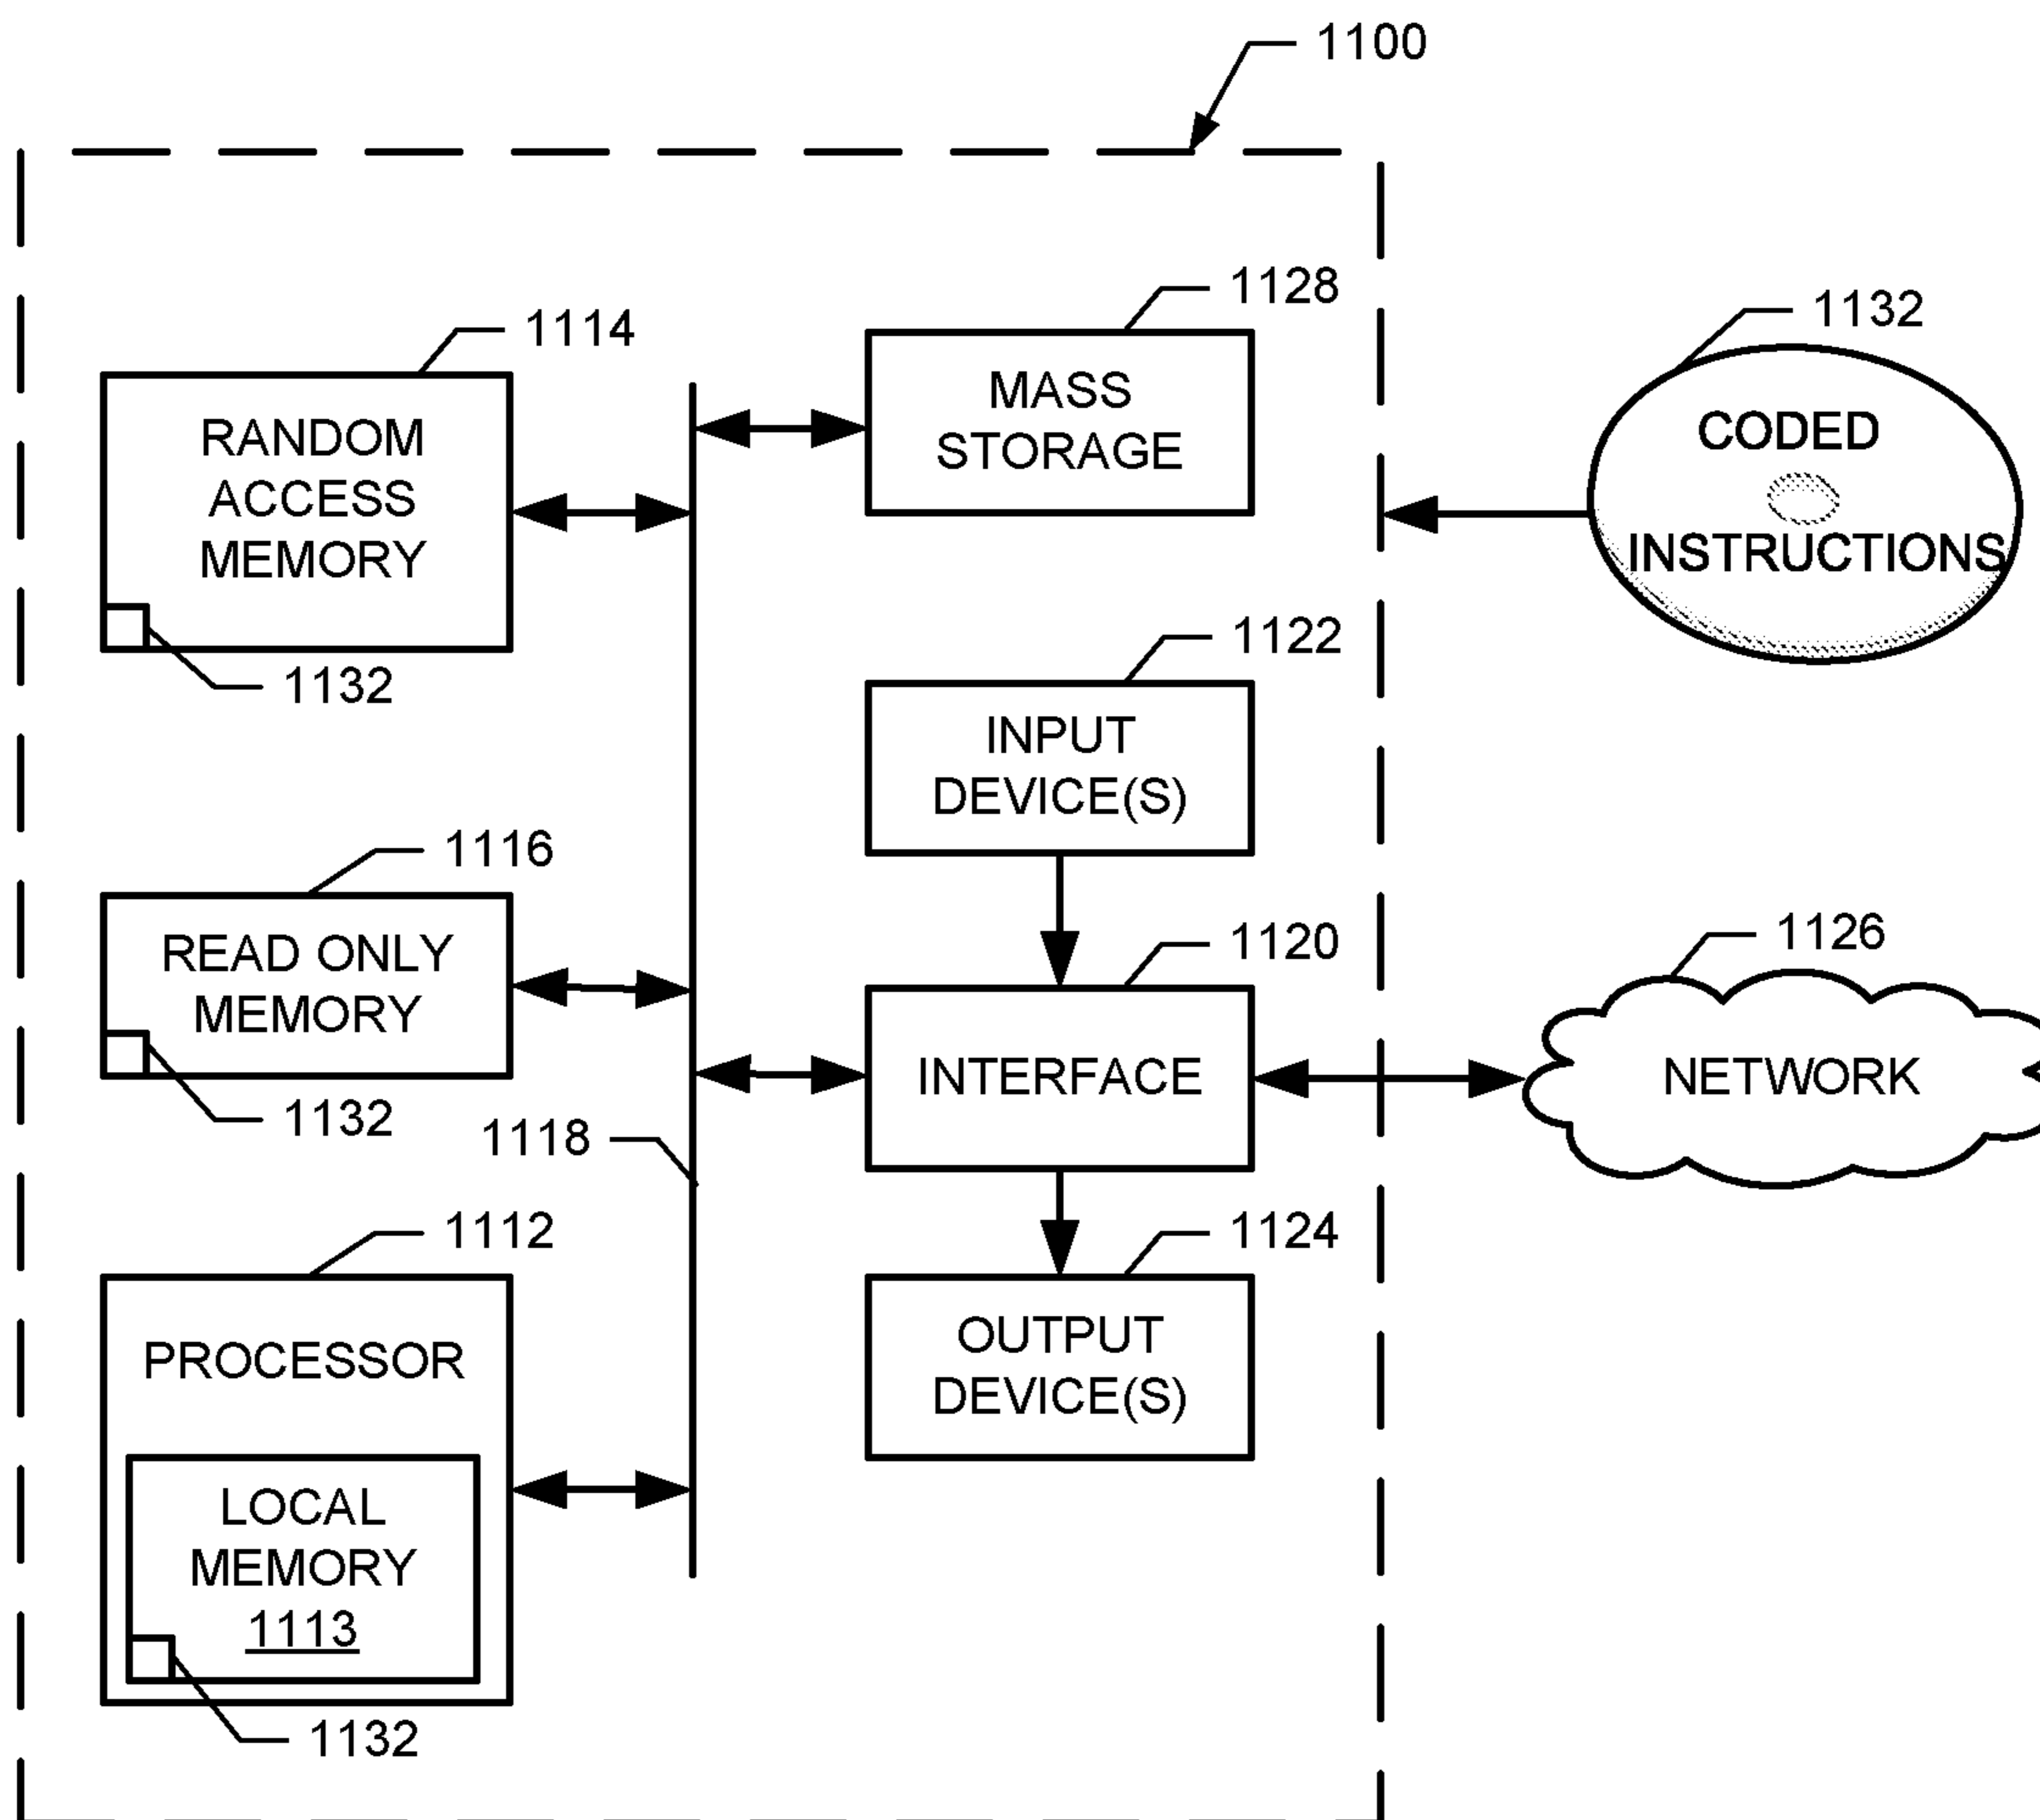 1100
1128
MASS
STORAGE
1114
RANDOM
ACCESS
MEMORY
1132
1132
CODED
INSTRUCTIONS
1122
INPUT
DEVICE(S)
1116
READ ONLY
MEMORY
1132
1120
INTERFACE
1126
NETWORK
1118
1112
PROCESSOR
LOCAL
MEMORY
1113
1132
1124
OUTPUT
DEVICE(S)